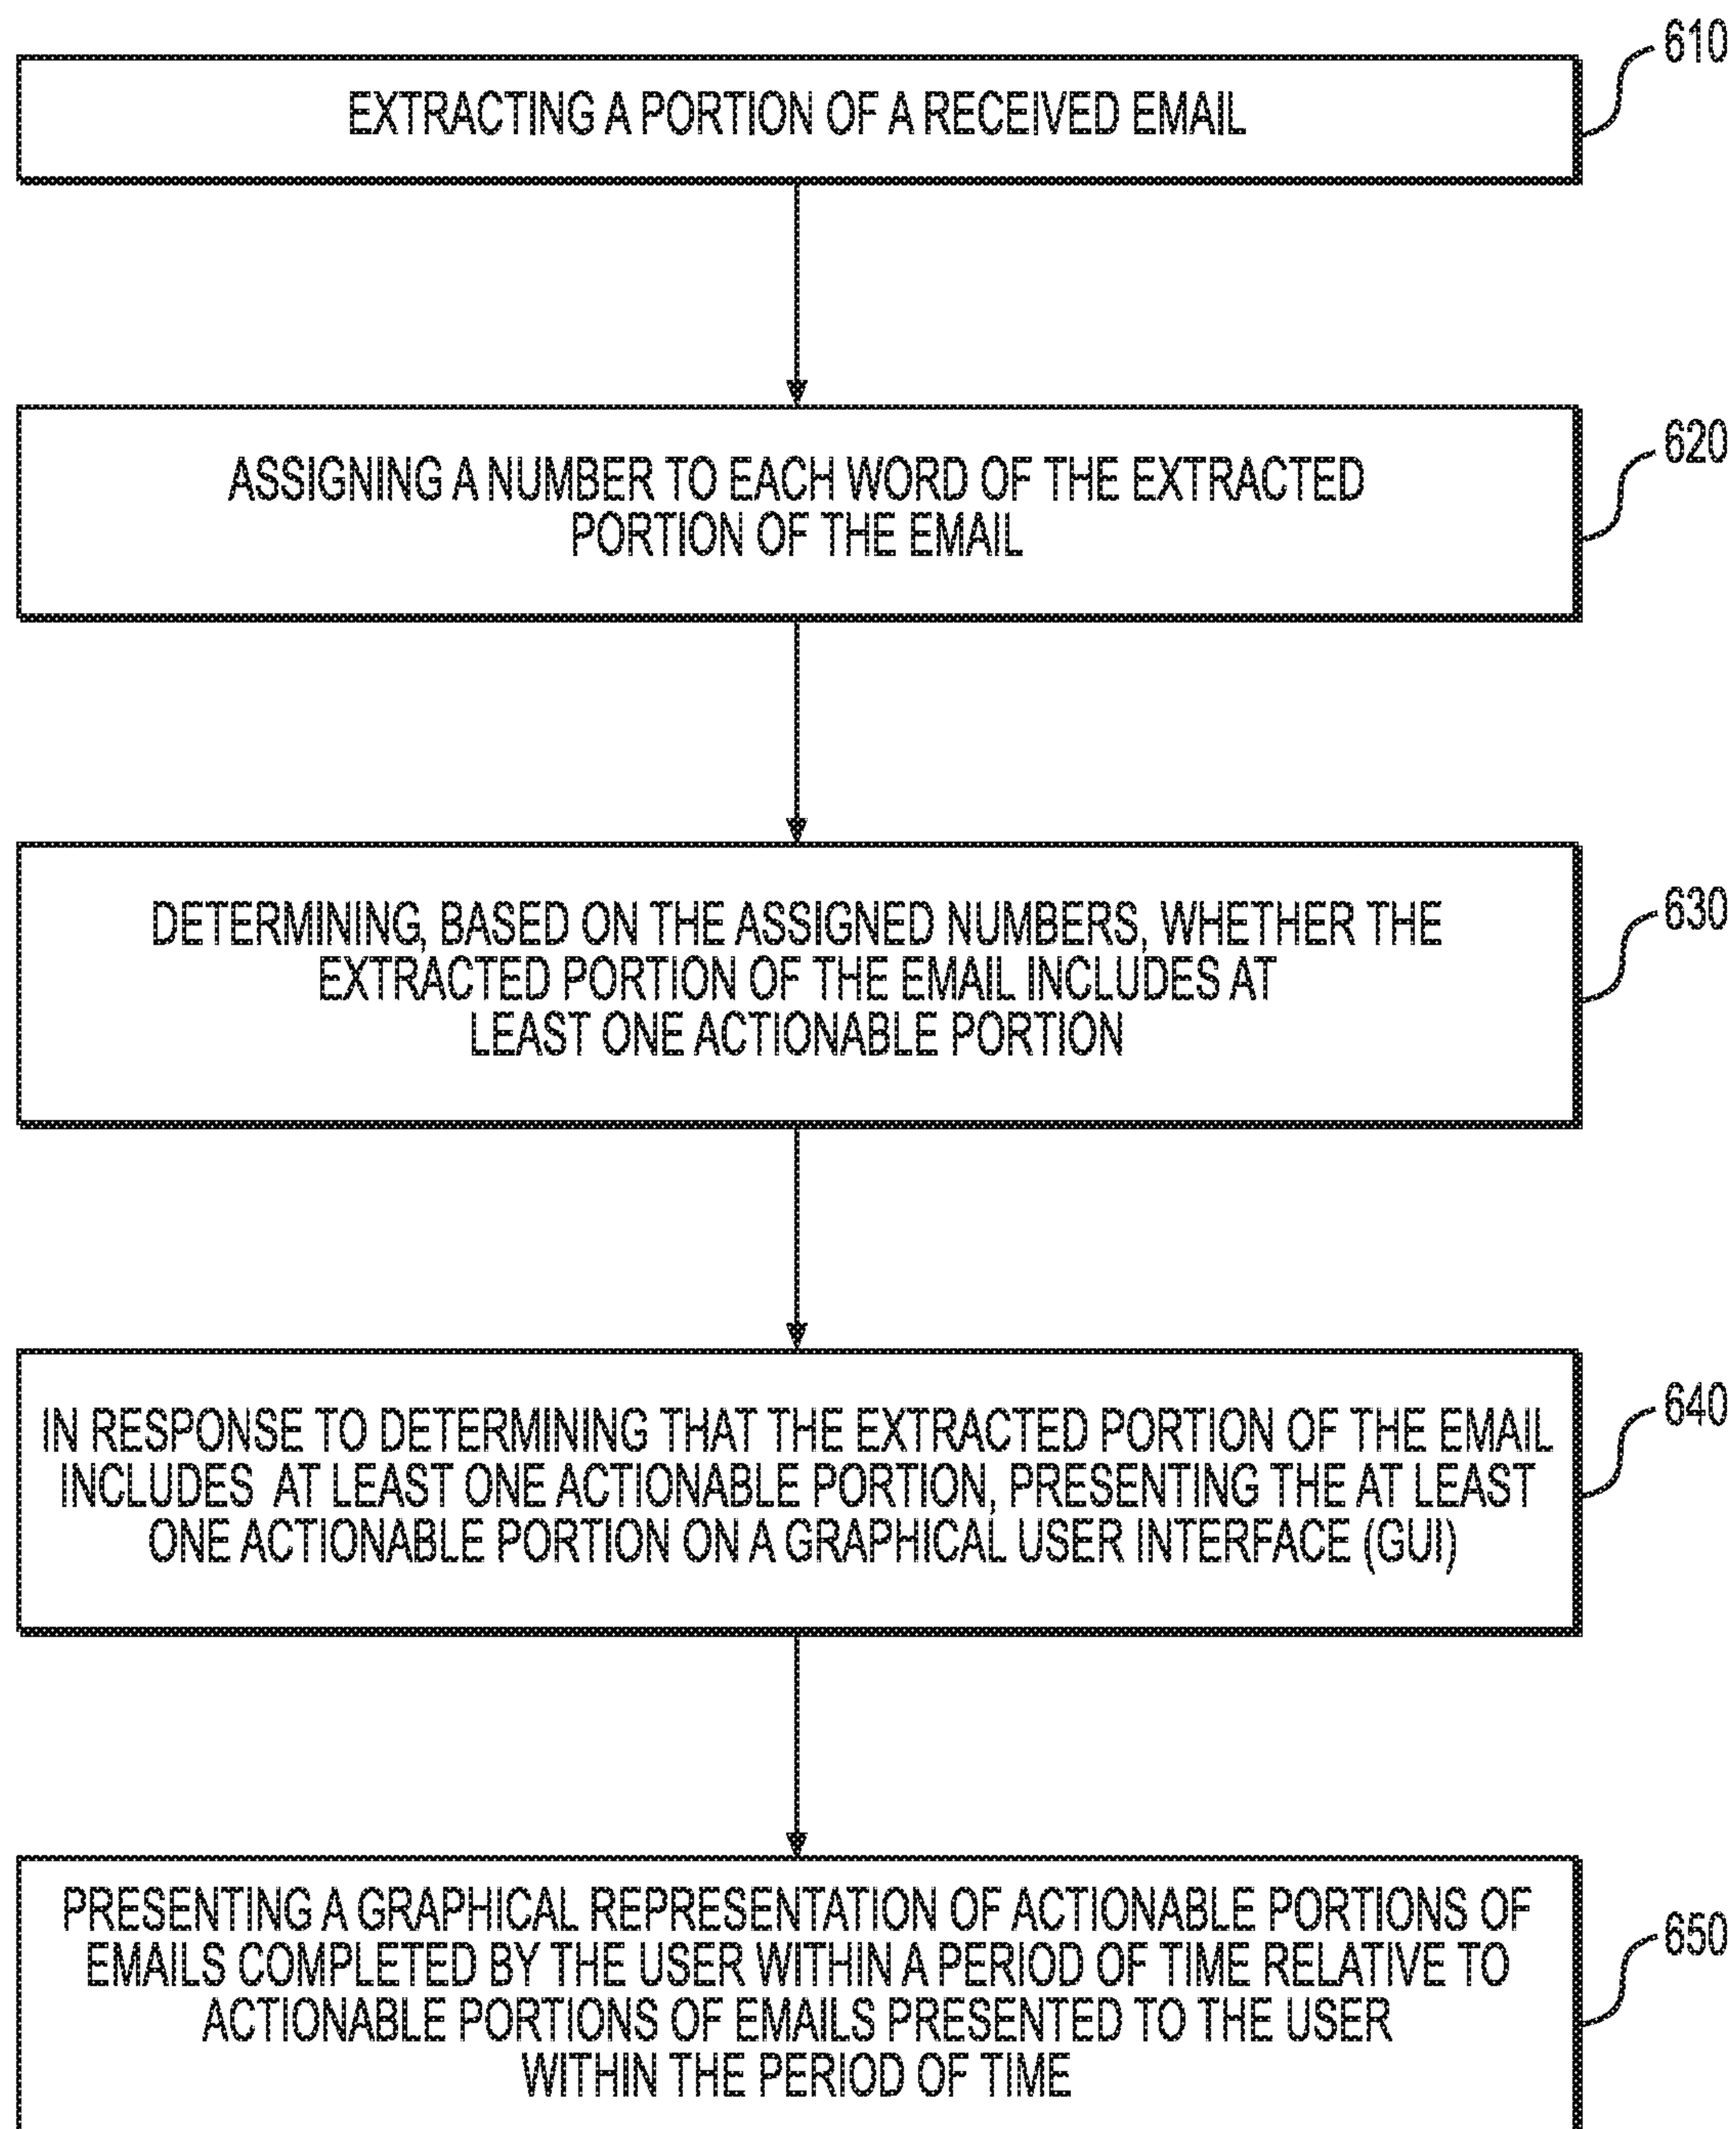 610
EXTRACTING A PORTION OF A RECEIVED EMAIL
620
ASSIGNING A NUMBER TO EACH WORD OF THE EXTRACTED
PORTION OF THE EMAIL
630
DETERMINING, BASED ON THE ASSIGNED NUMBERS, WHETHER THE
EXTRACTED PORTION OF THE EMAIL INCLUDES AT
LEAST ONE ACTIONABLE PORTION
640
IN RESPONSE TO DETERMINING THAT THE EXTRACTED PORTION OF THE EMAIL
INCLUDES AT LEAST ONE ACTIONABLE PORTION, PRESENTING THE AT LEAST
ONE ACTIONABLE PORTION ON A GRAPHICAL USER INTERFACE (GUI)
650
PRESENTING A GRAPHICAL REPRESENTATION OF ACTIONABLE PORTIONS OF
EMAILS COMPLETED BY THE USER WITHIN A PERIOD OF TIME RELATIVE TO
ACTIONABLE PORTIONS OF EMAILS PRESENTED TO THE USER
WITHIN THE PERIOD OF TIME